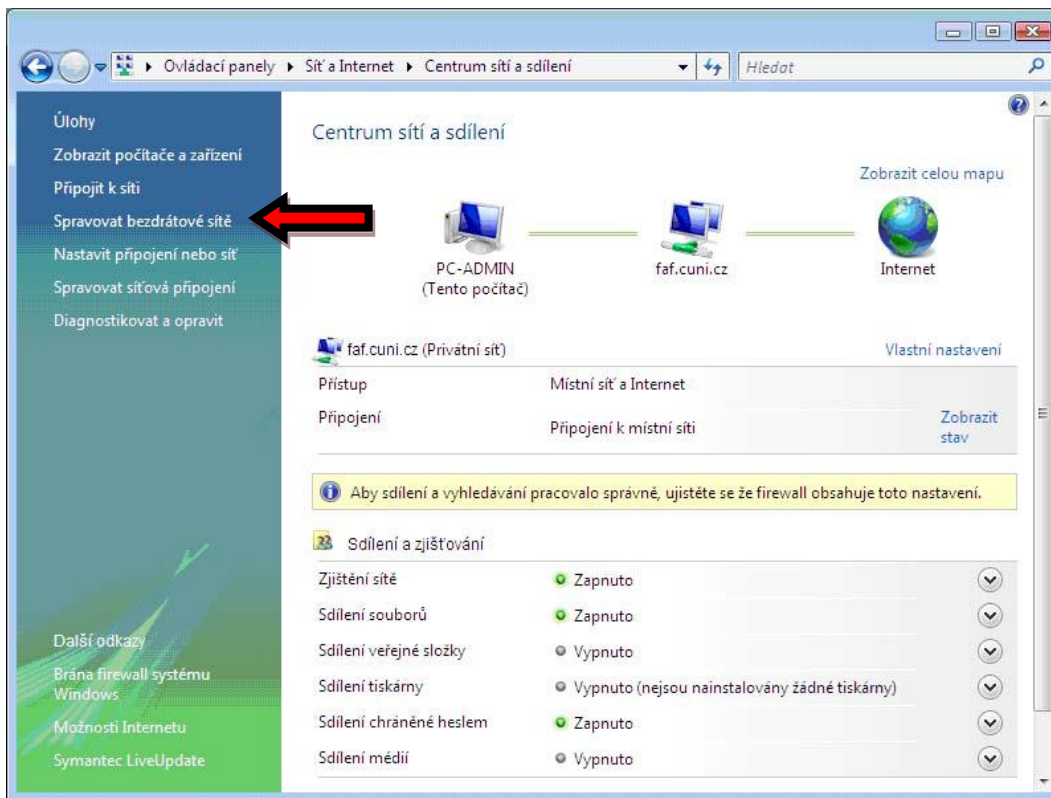 Ovládací panely
Síť a Internet
Centrum sítí a sdílení
Hledat
Úlohy
Zobrazit počítače a zařízení
Připojit k síti
Spravovat bezdrátové sítě
Nastavit připojení nebo síť
Spravovat síťová připojení
Diagnostikovat a opravit
Další odkazy
Brána firewall systému
Windows
Možnosti Internetu
Symantec LiveUpdate
Centrum sítí a sdílení
Zobrazit celou mapu
PC-ADMIN
(Tento počítač)
faf.cuni.cz
Internet
faf.cuni.cz (Privátní síť)
Vlastní nastavení
Přístup
Místní síť a Internet
Připojení
Připojení k místní síti
Zobrazit
stav
Aby sdílení a vyhledávání pracovalo správně, ujistěte se že firewall obsahuje toto nastavení.
Sdílení a zjišťování
Zjištění sítě
Zapnuto
Sdílení souborů
Zapnuto
Sdílení veřejné složky
Vypnuto
Sdílení tiskárny
Vypnuto (nejsou nainstalovány žádné tiskárny)
Sdílení chráněné heslem
Zapnuto
Sdílení médií
Vypnuto